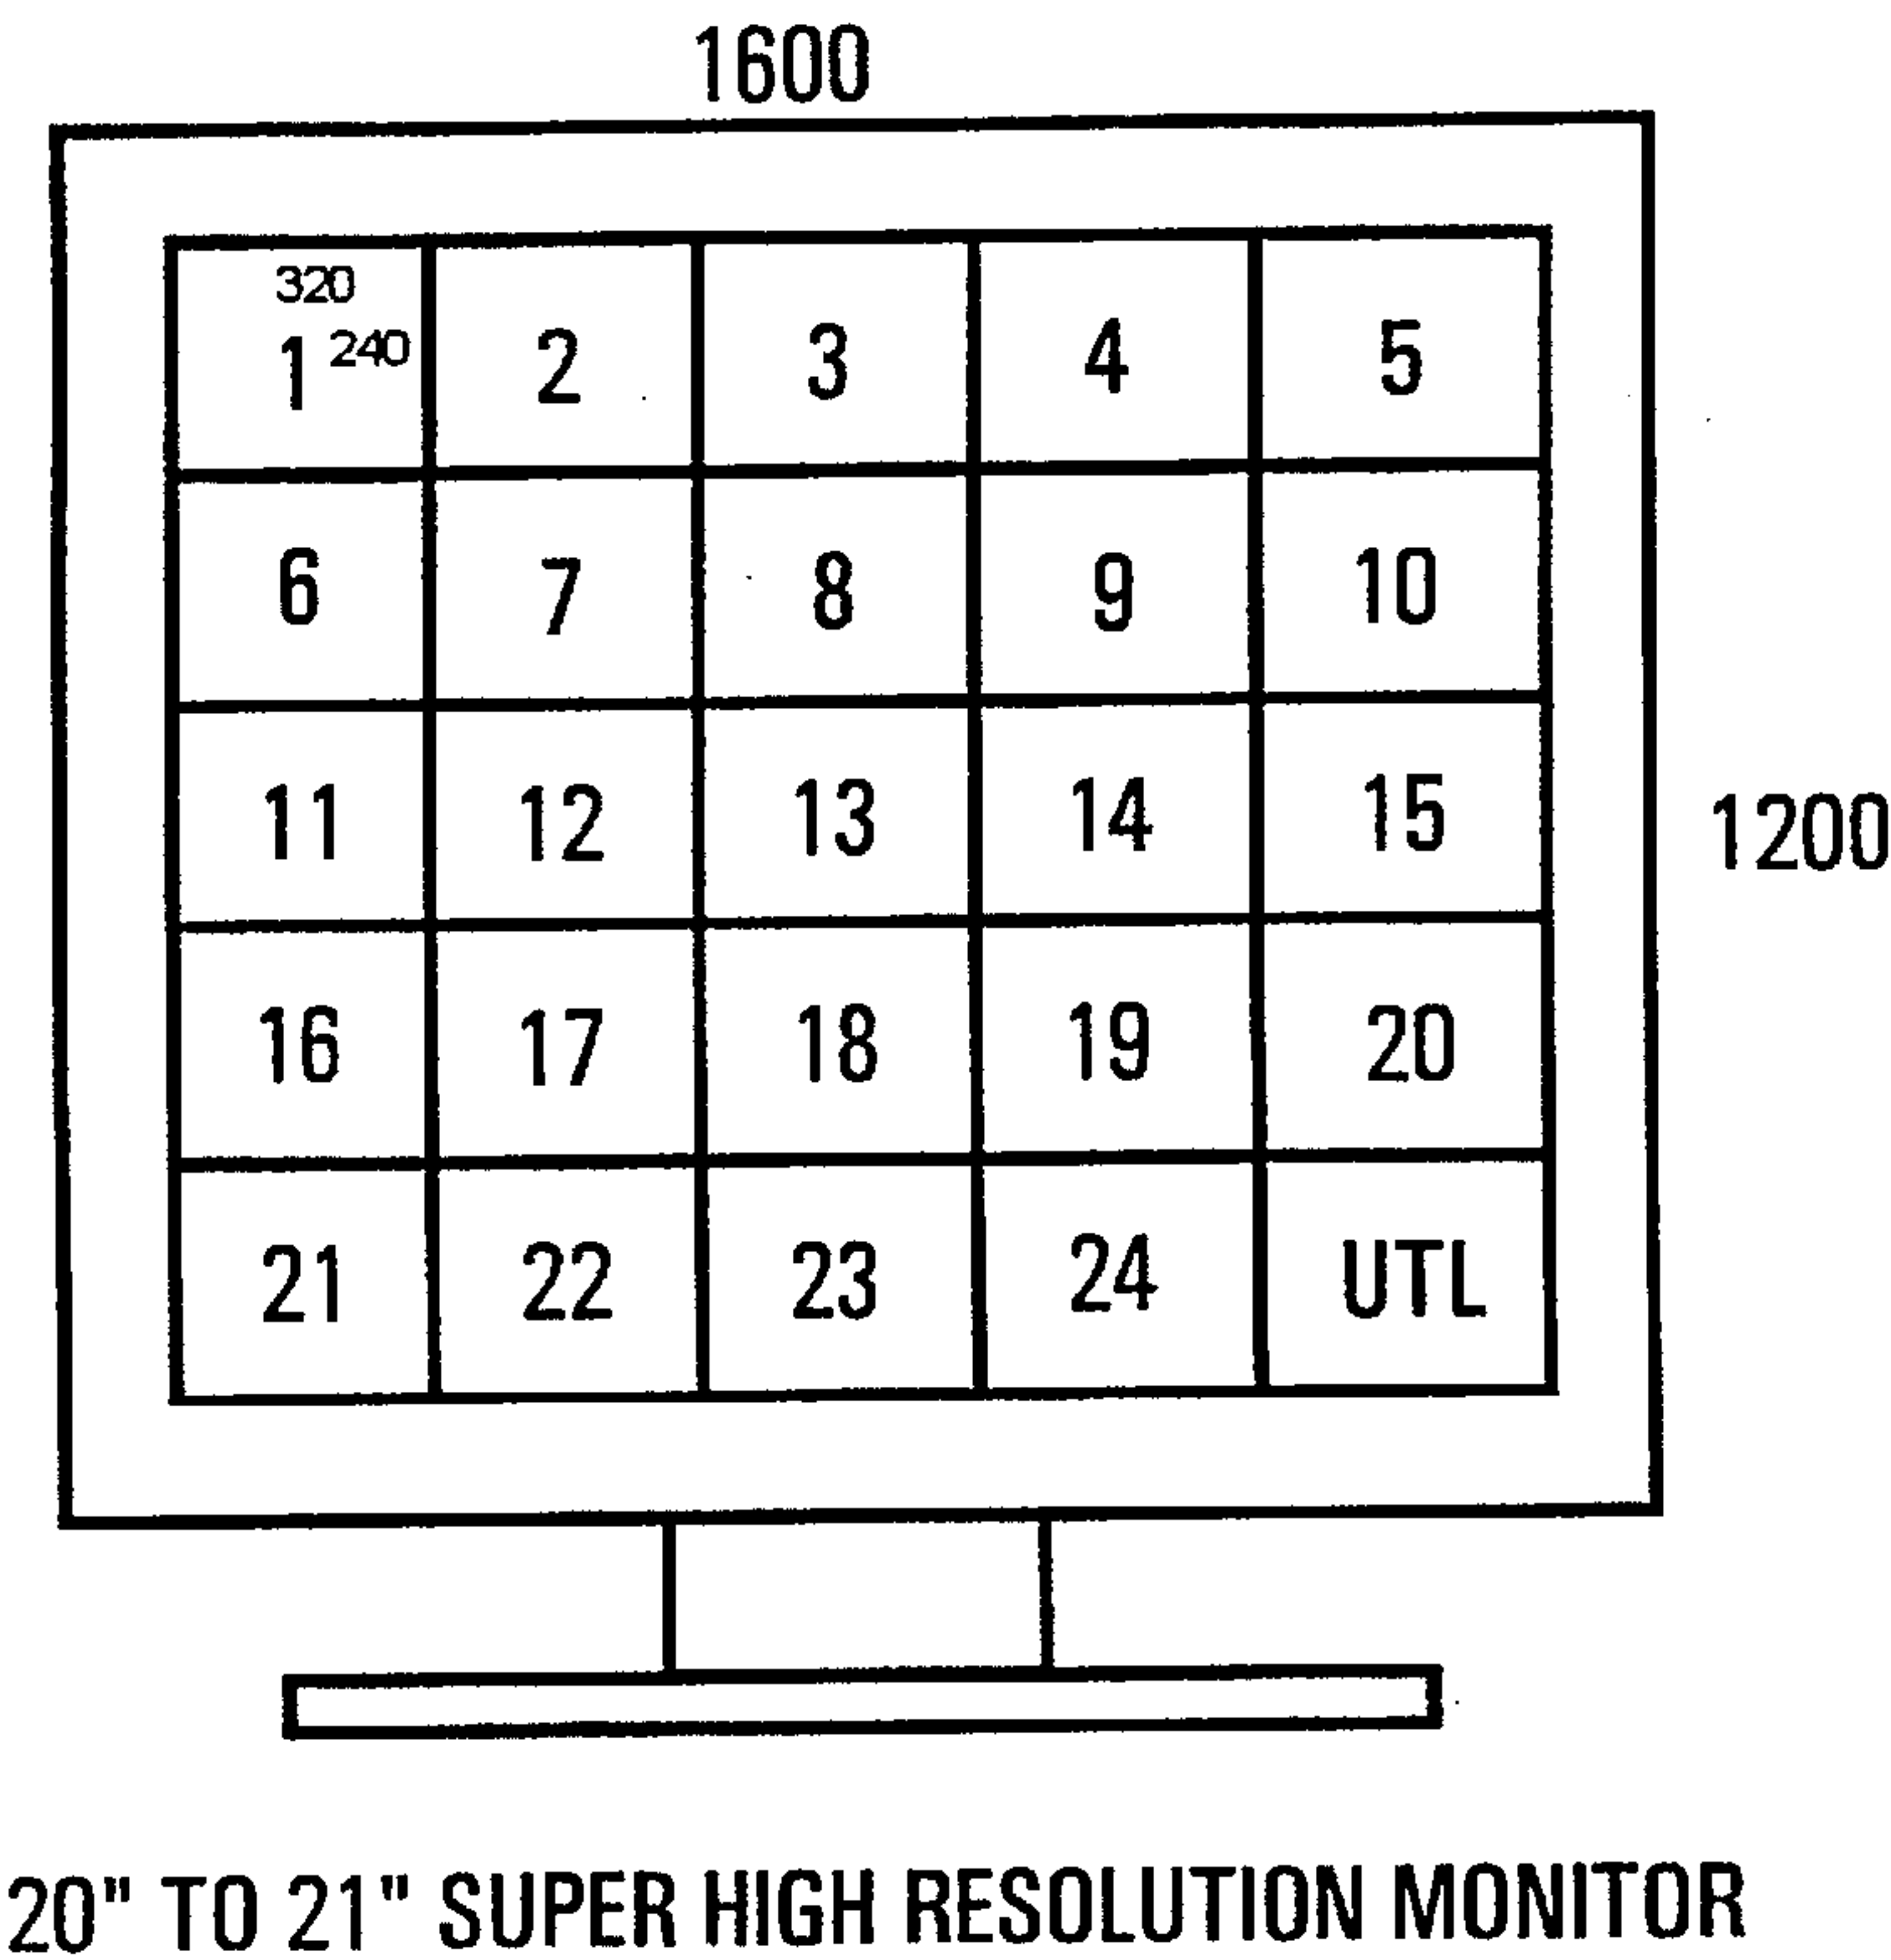 1600
320
1 240 2 3 4 5
6 7 8 9 10
11 12 13 14 15
1200
16 17 18 19 20
21 22 23 24 UTL
20" TO 21" SUPER HIGH RESOLUTION MONITOR